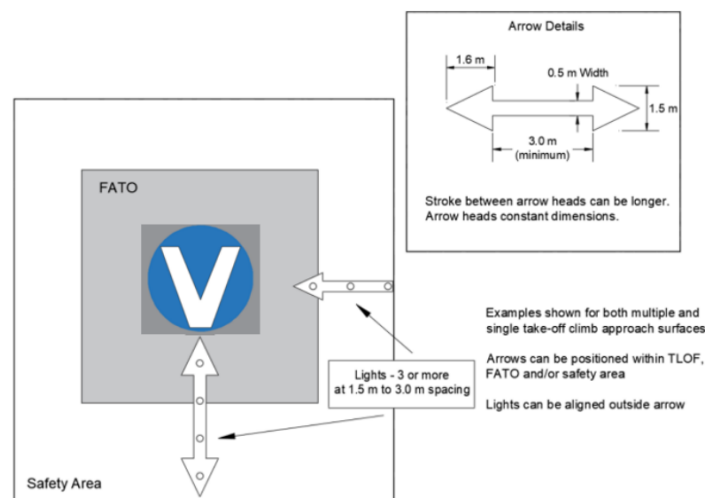 Arrow Details
1.6 m
0.5 m Width
1.5 m
3.0 m
(minimum)
Stroke between arrow heads can be longer.
Arrow heads constant dimensions.
FATO
V
Examples shown for both multiple and
single take-off climb approach surfaces
Arrows can be positioned within TLOF,
FATO and/or safety area
Lights can be aligned outside arrow
Lights - 3 or more
at 1.5 m to 3.0 m spacing
Safety Area